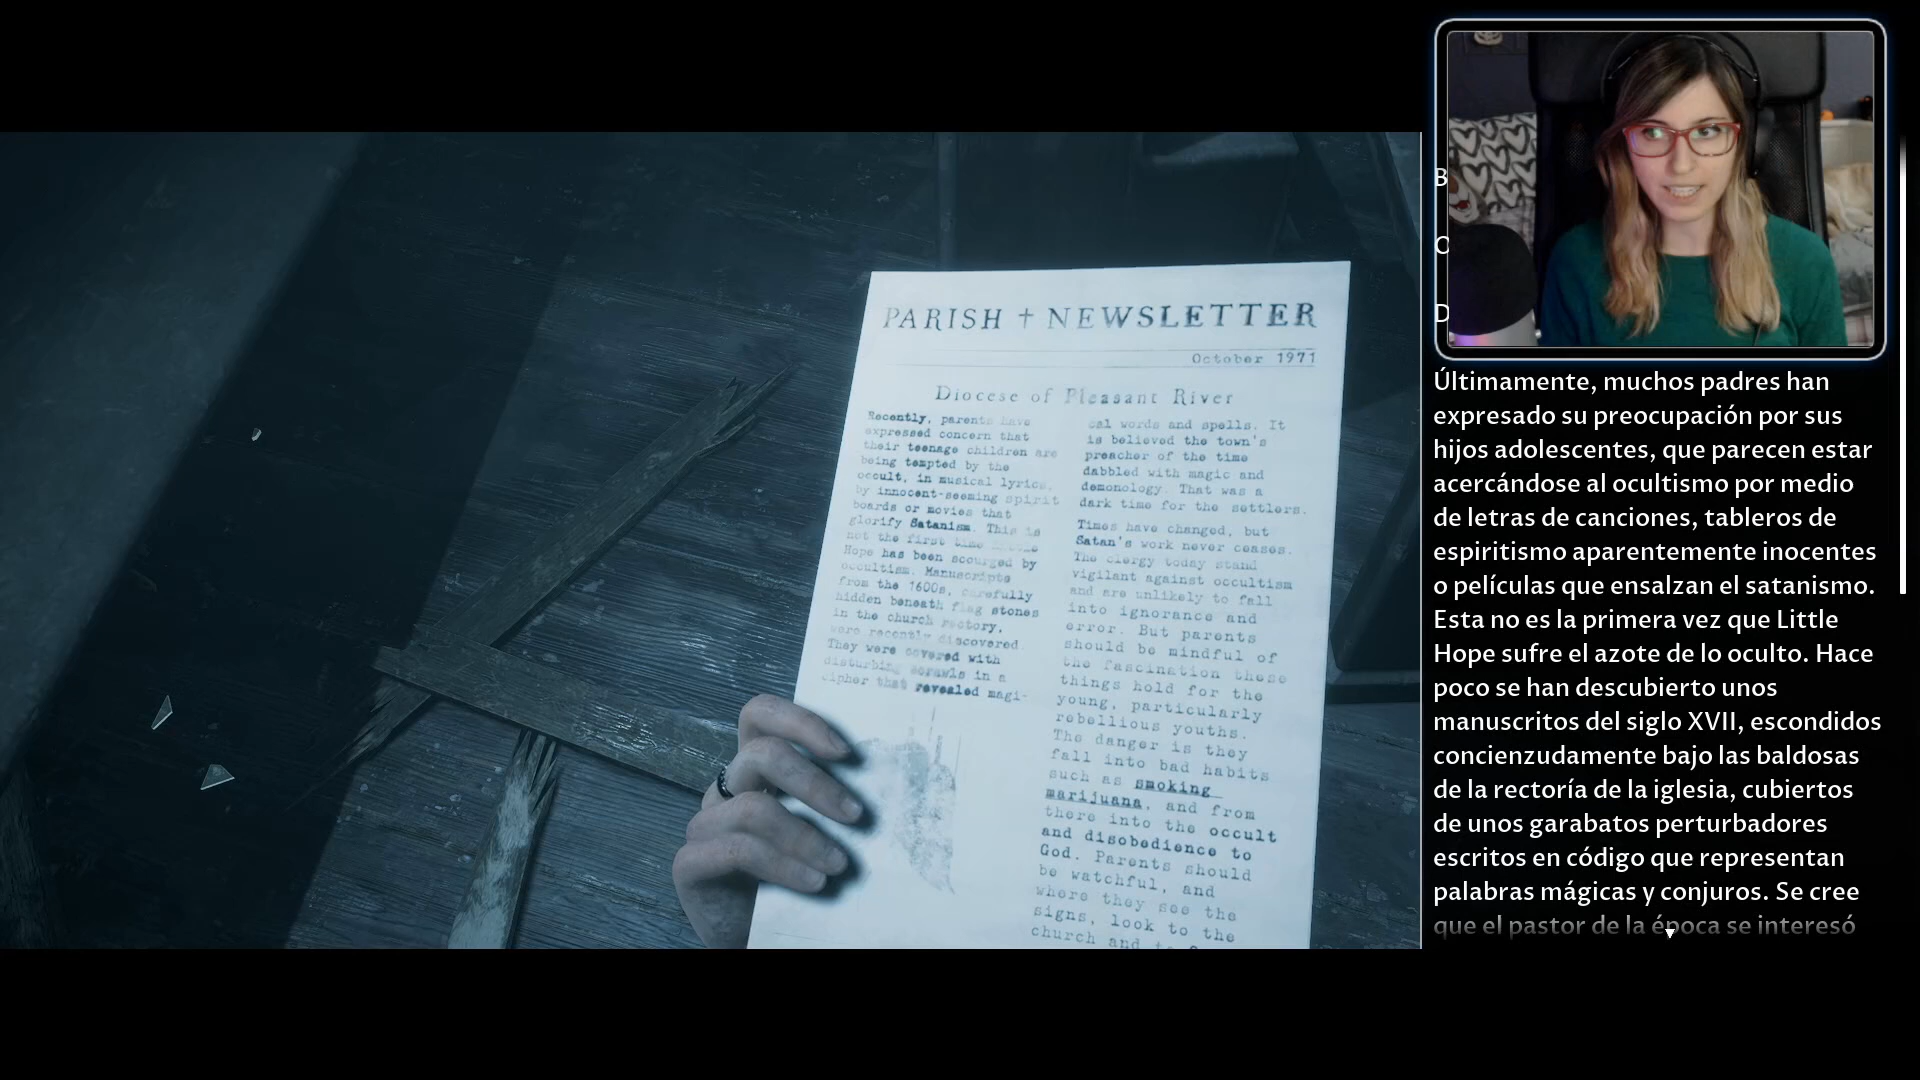 PARISH † NEWSLETTER
October 1971
Diocese of Pleasant River
Recently, parents have
expressed concern that
their teenage children are
being tempted by the
occult, in musical lyrics,
by innocent-seeming spirit
boards or movies that
glorify Satanism. This is
not the first time
Hope has been scourged by
occultism. Manuscripts
from the 1600s, carefully
hidden beneath flag stones
in the church rectory,
were recently discovered.
They were covered with
disturbing scrawls in a
cipher that revealed magi-
cal words and spells. It
is believed the town's
preacher of the time
dabbled with magic and
demonology. That was a
dark time for the settlers.
Times have changed, but
Satan's work never ceases.
The clergy today stand
vigilant against occultism
and are unlikely to fall
into ignorance and
error. But parents
should be mindful of
the fascination these
things hold for the
young, particularly
rebellious youths.
The danger is they
fall into bad habits
such as smoking
marijuana, and from
there into the occult
and disobedience to
God. Parents should
be watchful, and
where they see the
signs, look to the
church and to
B
O
D
Últimamente, muchos padres han
expresado su preocupación por sus
hijos adolescentes, que parecen estar
acercándose al ocultismo por medio
de letras de canciones, tableros de
espiritismo aparentemente inocentes
o películas que ensalzan el satanismo.
Esta no es la primera vez que Little
Hope sufre el azote de lo oculto. Hace
poco se han descubierto unos
manuscritos del siglo XVII, escondidos
concienzudamente bajo las baldosas
de la rectoría de la iglesia, cubiertos
de unos garabatos perturbadores
escritos en código que representan
palabras mágicas y conjuros. Se cree
que el pastor de la época se interesó